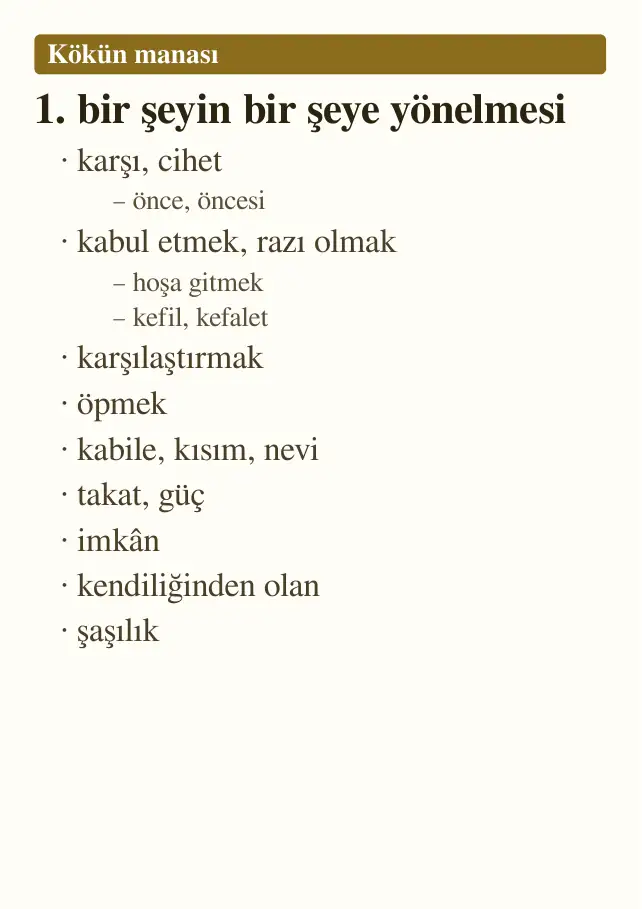 Kökün manası
1. bir şeyin bir şeye yönelmesi
· karşı, cihet
– önce, öncesi
· kabul etmek, razı olmak
– hoşa gitmek
– kefil, kefalet
· karşılaştırmak
· öpmek
· kabile, kısım, nevi
· takat, güç
· imkân
· kendiliğinden olan
· şaşılık